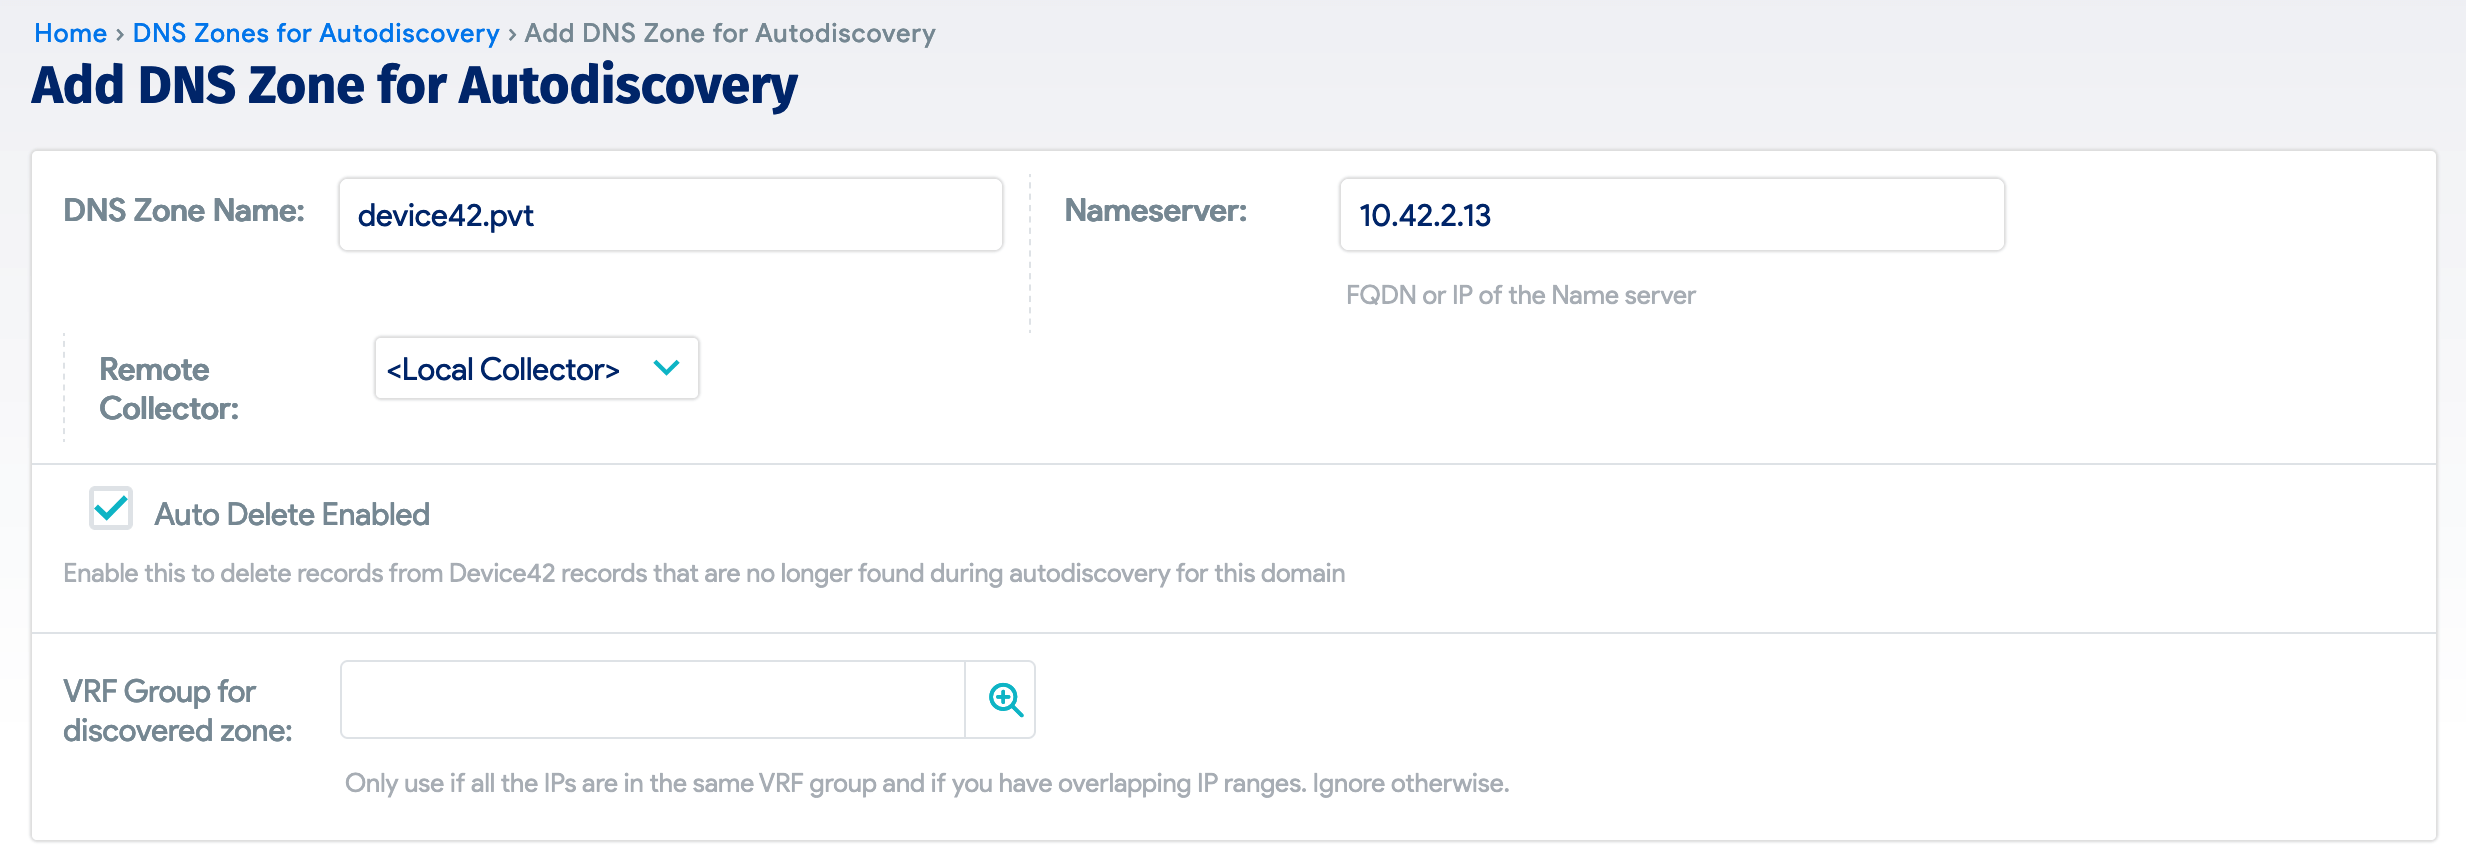 Home › DNS Zones for Autodiscovery › Add DNS Zone for Autodiscovery
Add DNS Zone for Autodiscovery
DNS Zone Name: device42.pvt
Nameserver: 10.42.2.13
FQDN or IP of the Name server
Remote
Collector:
<Local Collector>
Auto Delete Enabled
Enable this to delete records from Device42 records that are no longer found during autodiscovery for this domain
VRF Group for
discovered zone:
Only use if all the IPs are in the same VRF group and if you have overlapping IP ranges. Ignore otherwise.